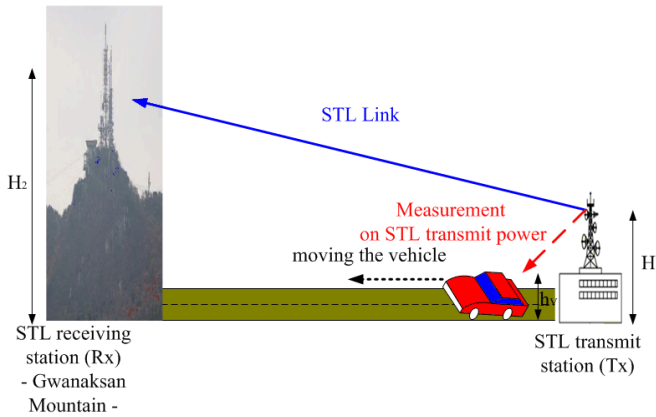 H2
STL Link
Measurement
on STL transmit power
moving the vehicle
H
hv
STL receiving
station (Rx)
- Gwanaksan
Mountain -
STL transmit
station (Tx)